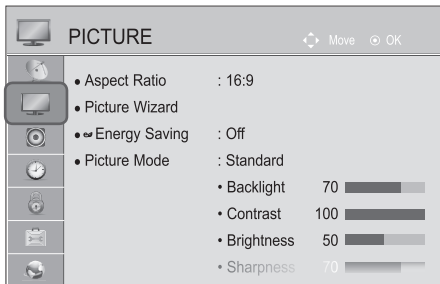 PICTURE Move OK
• Aspect Ratio : 16:9
• Picture Wizard
• Energy Saving : Off
• Picture Mode : Standard
• Backlight 70
• Contrast 100
• Brightness 50
• Sharpness 70